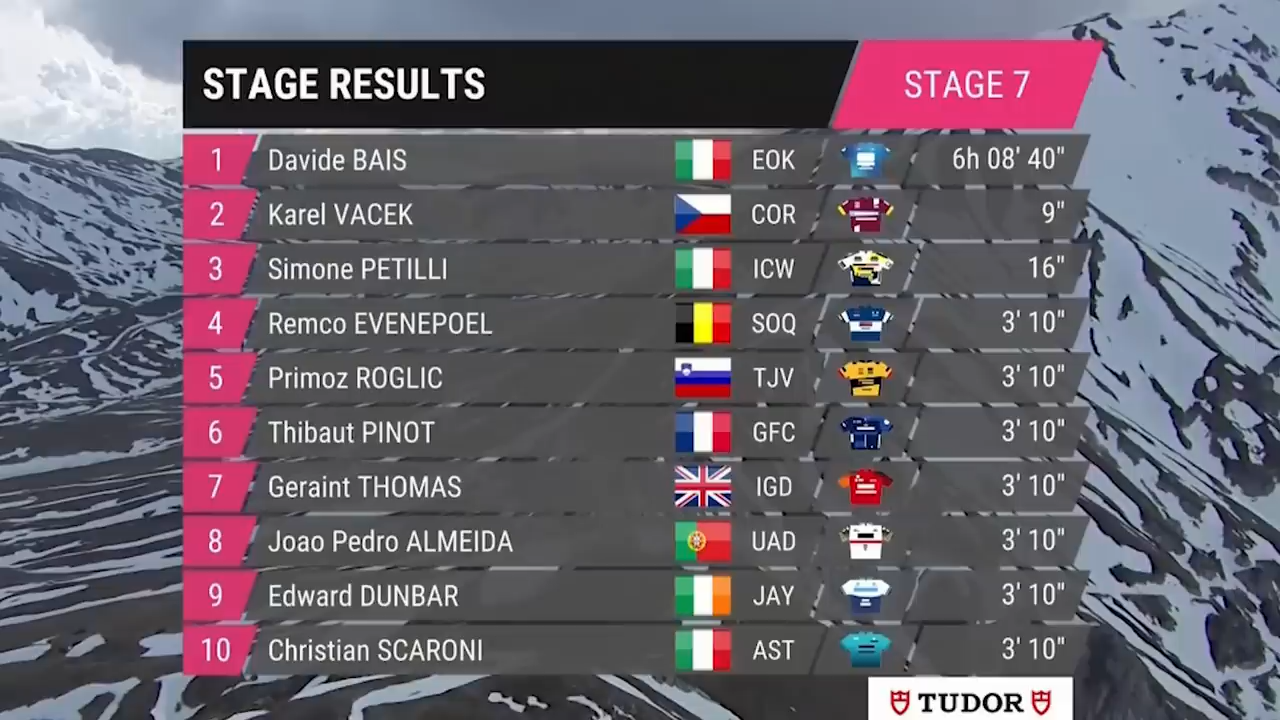 STAGE RESULTS STAGE 7
1 Davide BAIS EOK 6h 08' 40"
2 Karel VACEK COR 9"
3 Simone PETILLI ICW 16"
4 Remco EVENEPOEL SOQ 3' 10"
5 Primoz ROGLIC TJV 3' 10"
6 Thibaut PINOT GFC 3' 10"
7 Geraint THOMAS IGD 3' 10"
8 Joao Pedro ALMEIDA UAD 3' 10"
9 Edward DUNBAR JAY 3' 10"
10 Christian SCARONI AST 3' 10"
TUDOR